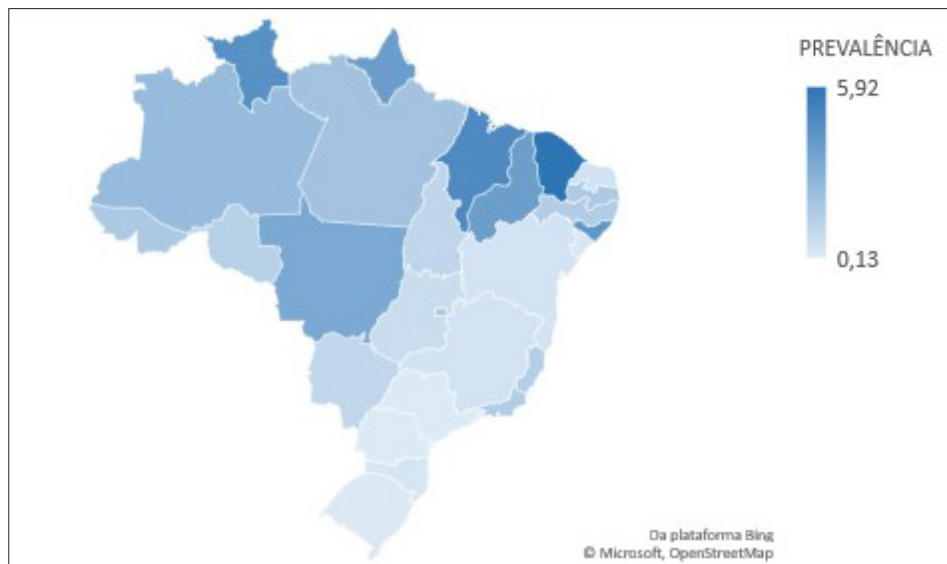 PREVALÊNCIA
5,92
0,13
Da plataforma Bing
© Microsoft, OpenStreetMap